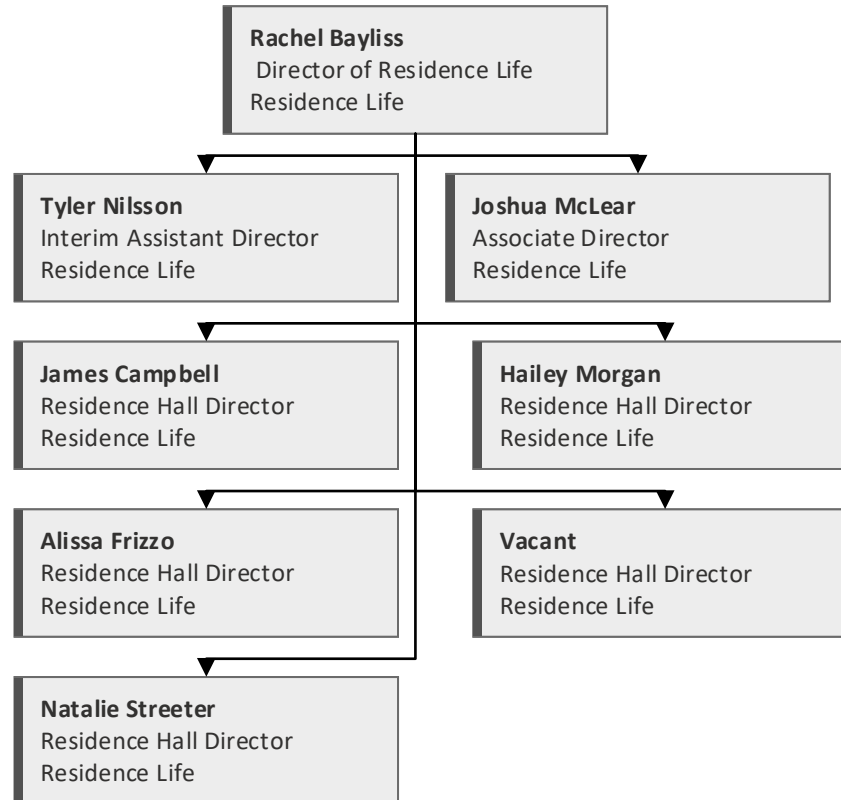 Rachel Bayliss
Director of Residence Life
Residence Life
Tyler Nilsson
Interim Assistant Director
Residence Life
Joshua McLear
Associate Director
Residence Life
James Campbell
Residence Hall Director
Residence Life
Hailey Morgan
Residence Hall Director
Residence Life
Alissa Frizzo
Residence Hall Director
Residence Life
Vacant
Residence Hall Director
Residence Life
Natalie Streeter
Residence Hall Director
Residence Life